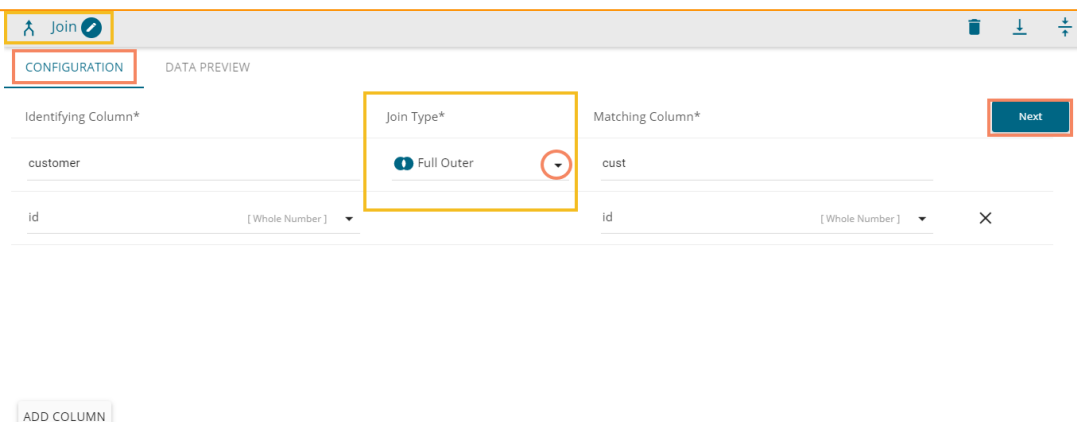 Join
CONFIGURATION DATA PREVIEW
Identifying Column* Join Type* Matching Column* Next
customer Full Outer cust
id [ Whole Number ] id [ Whole Number ]
ADD COLUMN